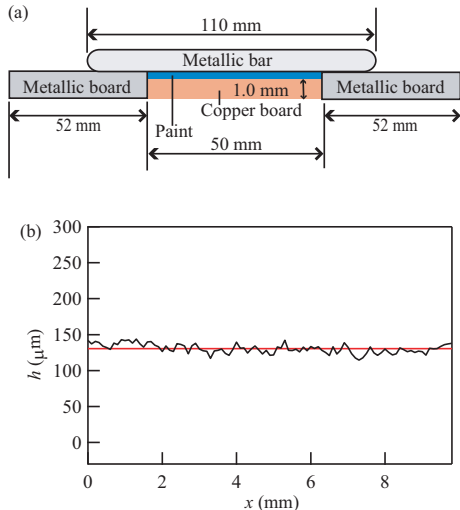 (a)
110 mm
Metallic bar
Metallic board
1.0 mm
Metallic board
Copper board
52 mm
Paint
52 mm
50 mm
(b)
300
250
200
150
100
50
0
h (μm)
0 2 4 6 8
x (mm)